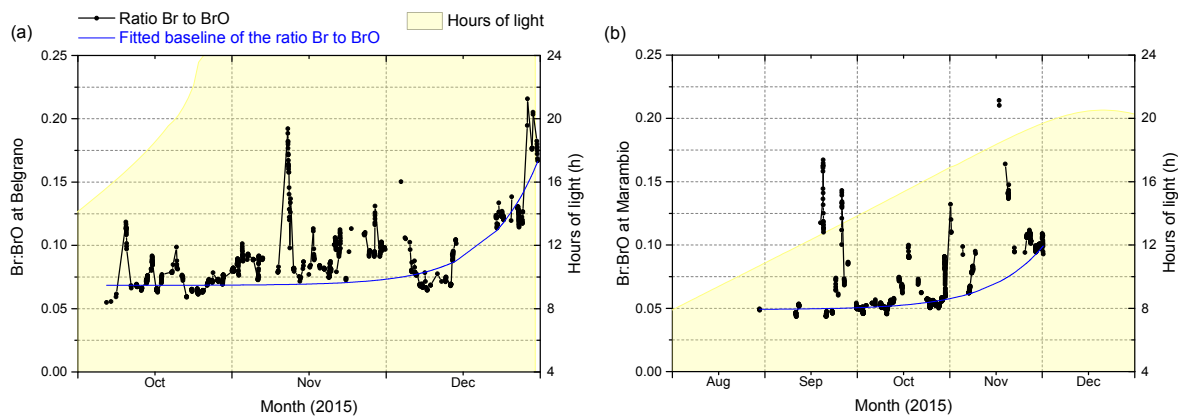 Ratio Br to BrO
Fitted baseline of the ratio Br to BrO
Hours of light
(a)
0.25
0.20
0.15
0.10
0.05
0.00
Br:BrO at Belgrano
24
20
16
12
8
4
Hours of light (h)
Oct
Nov
Dec
Month (2015)
(b)
0.25
0.20
0.15
0.10
0.05
0.00
Br:BrO at Marambio
24
20
16
12
8
4
Hours of light (h)
Aug
Sep
Oct
Nov
Dec
Month (2015)